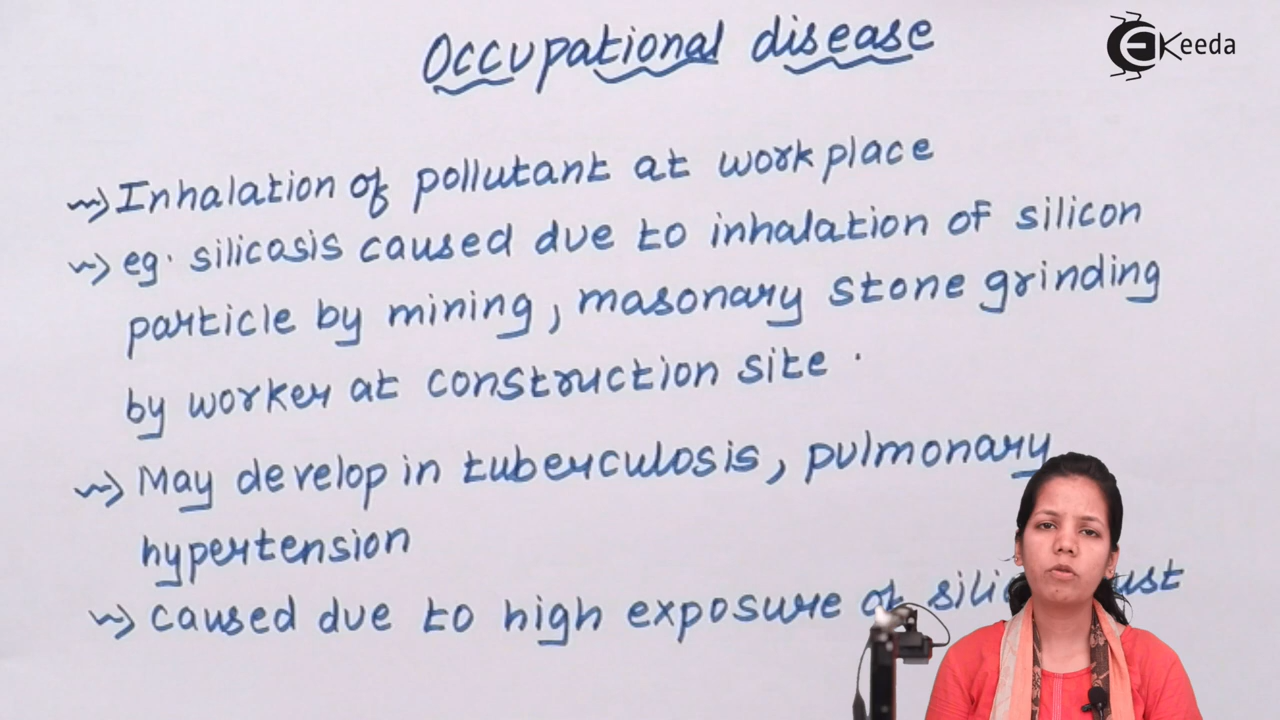 Occupational disease
EKeeda
Inhalation of pollutant at workplace
eg. silicosis caused due to inhalation of silicon
particle by mining, masonary stone grinding
by worker at construction site.
May develop in tuberculosis, pulmonary
hypertension
caused due to high exposure of